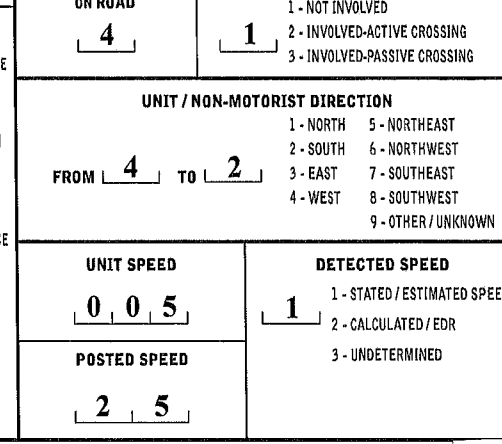 ON ROAD
4
1
1 - NOT INVOLVED
2 - INVOLVED-ACTIVE CROSSING
3 - INVOLVED-PASSIVE CROSSING
UNIT / NON-MOTORIST DIRECTION
FROM 4 TO 2
1 - NORTH 5 - NORTHEAST
2 - SOUTH 6 - NORTHWEST
3 - EAST 7 - SOUTHEAST
4 - WEST 8 - SOUTHWEST
9 - OTHER / UNKNOWN
UNIT SPEED
0 0 5
POSTED SPEED
2 5
DETECTED SPEED
1
1 - STATED / ESTIMATED SPEE
2 - CALCULATED / EDR
3 - UNDETERMINED